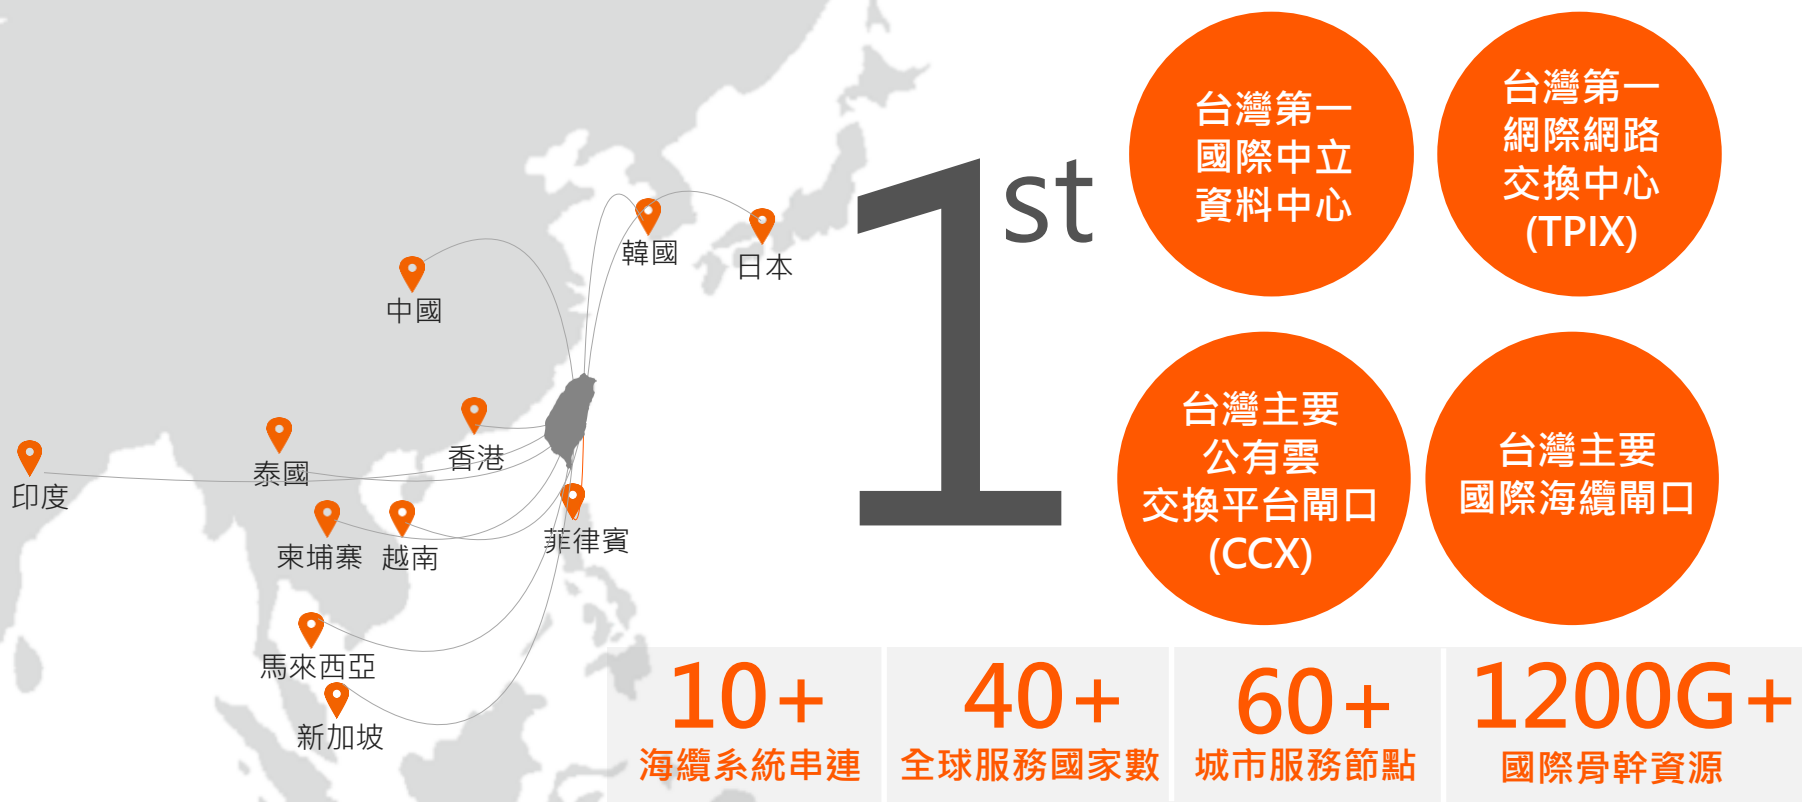 韓國
日本
中國
香港
泰國
印度
菲律賓
柬埔寨
越南
馬來西亞
新加坡
1st
台灣第一
國際中立
資料中心
台灣第一
網際網路
交換中心
(TPIX)
台灣主要
公有雲
交換平台閘口
(CCX)
台灣主要
國際海纜閘口
10+
海纜系統串連
40+
全球服務國家數
60+
城市服務節點
1200G+
國際骨幹資源